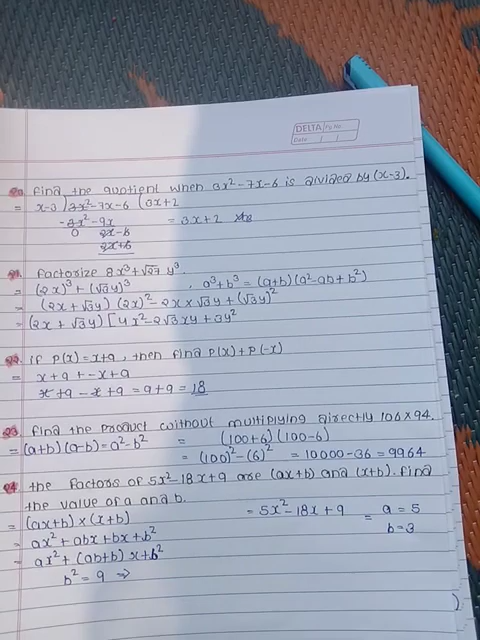 DELTA Pg No.
Date / /
20. find the quotient when 3x²-7x-6 is divided by (x-3).
= x-3) 3x²-7x-6 (3x+2
-3x²-9x = 3x+2
0 2x-6
2x+6
21. factorize 8x³+√27 y³
= (2x)³+(√3y)³ , a³+b³ = (a+b)(a²-ab+b²)
= (2x+√3y) (2x)²-2x×√3y+(√3y)²
= (2x+√3y) [4x²-2√3xy+3y²
22. if p(x)=x+9, then find p(x)+p(-x)
= x+9+-x+9
x+9-x+9=9+9=18
23. find the product without multiplying directly 106×94.
= (a+b)(a-b)=a²-b² = (100+6)(100-6)
= (100)²-(6)² = 10000-36=9964
24. the factors of 5x²-18x+9 are (ax+b) and (x+b). find
the value of a and b.
= (ax+b)×(x+b) = 5x²-18x+9 = a=5
= ax²+abx+bx+b² b=3
= ax²+(ab+b)x+b²
b²=9 ⇒